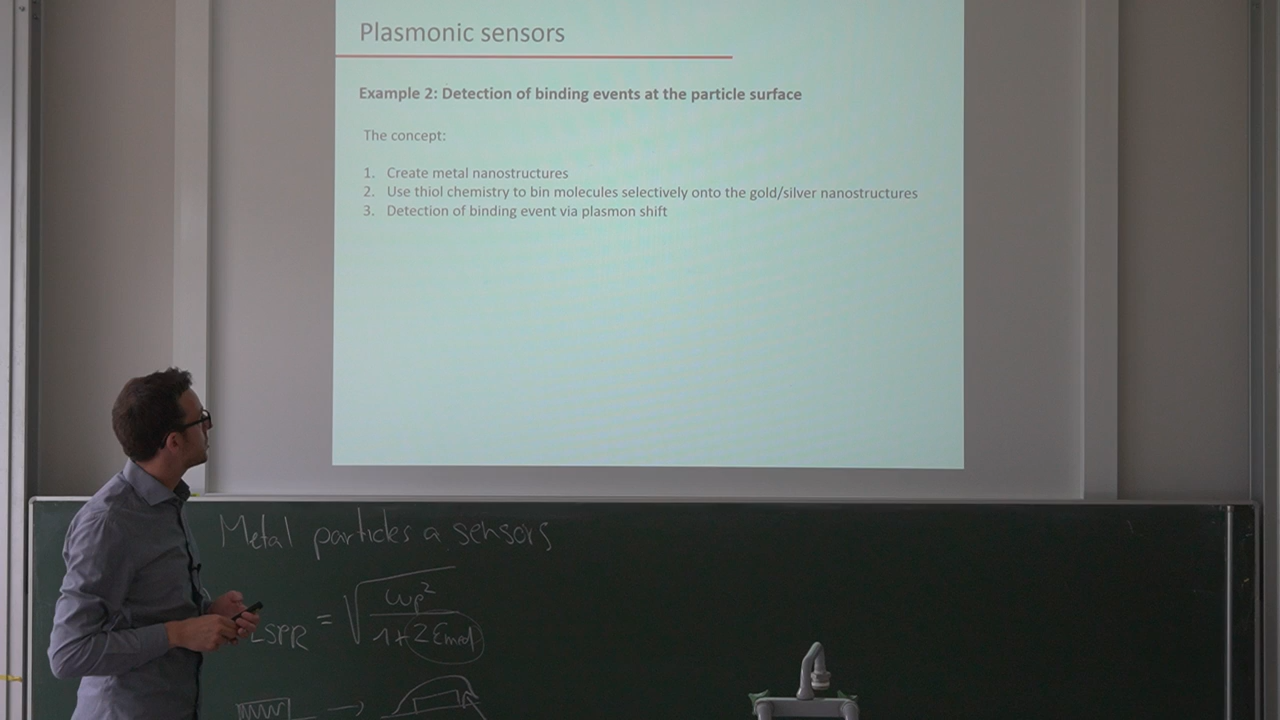 Plasmonic sensors
Example 2: Detection of binding events at the particle surface
The concept:
1. Create metal nanostructures
2. Use thiol chemistry to bin molecules selectively onto the gold/silver nanostructures
3. Detection of binding event via plasmon shift
Metal particles a sensors
LSPR = √(ωp² / (1+2εmed))